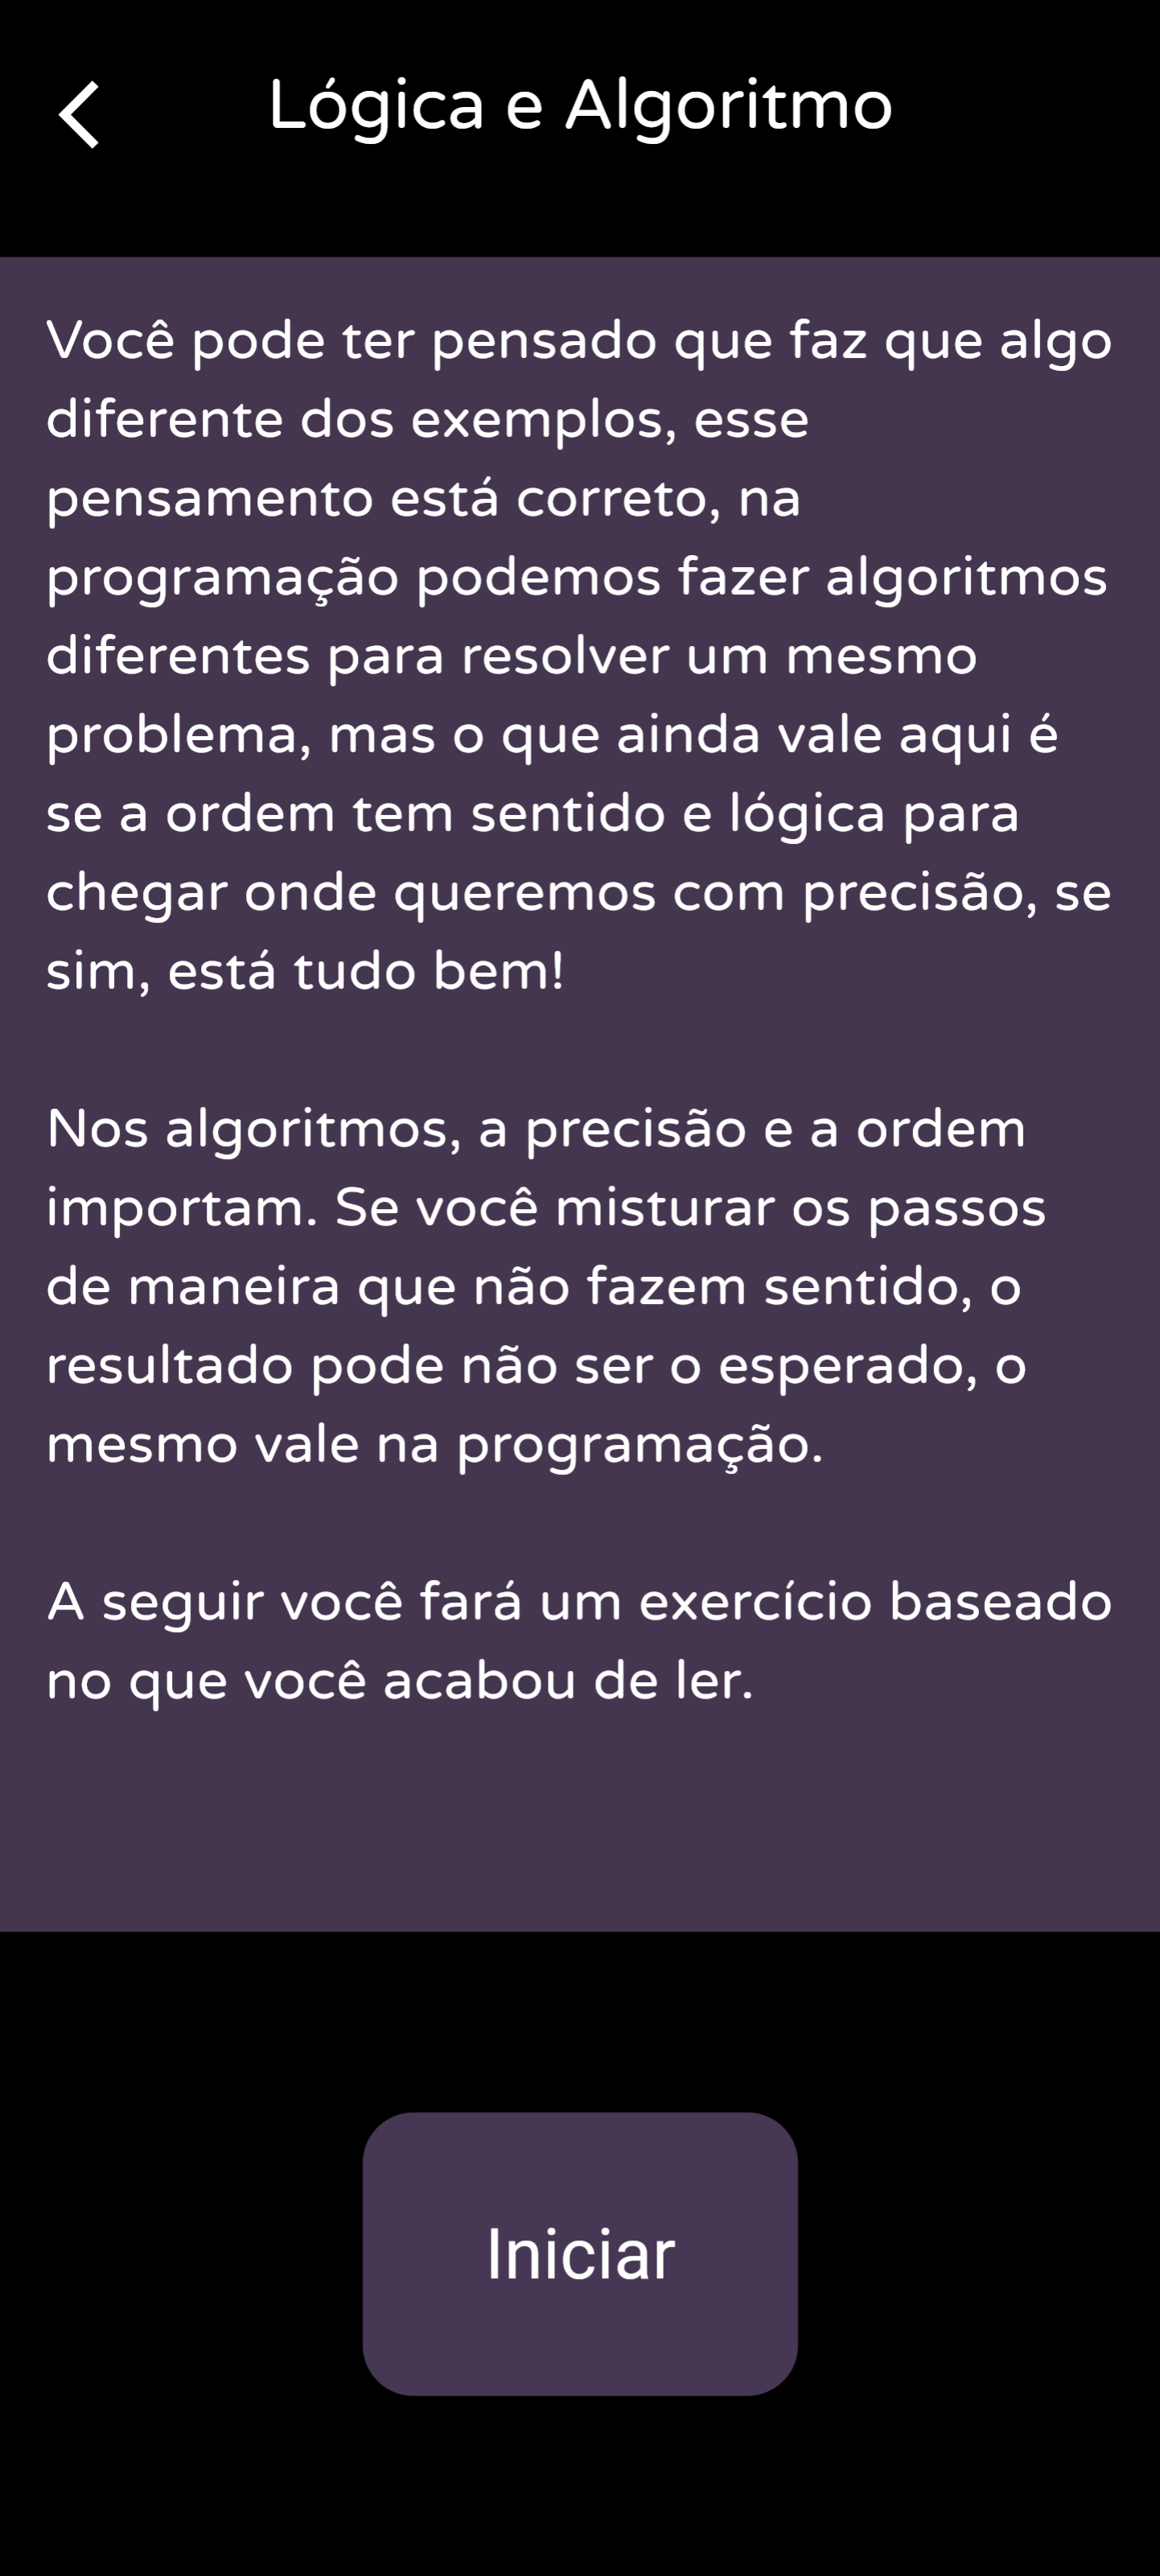 Lógica e Algoritmo
Você pode ter pensado que faz que algo
diferente dos exemplos, esse
pensamento está correto, na
programação podemos fazer algoritmos
diferentes para resolver um mesmo
problema, mas o que ainda vale aqui é
se a ordem tem sentido e lógica para
chegar onde queremos com precisão, se
sim, está tudo bem!
Nos algoritmos, a precisão e a ordem
importam. Se você misturar os passos
de maneira que não fazem sentido, o
resultado pode não ser o esperado, o
mesmo vale na programação.
A seguir você fará um exercício baseado
no que você acabou de ler.
Iniciar